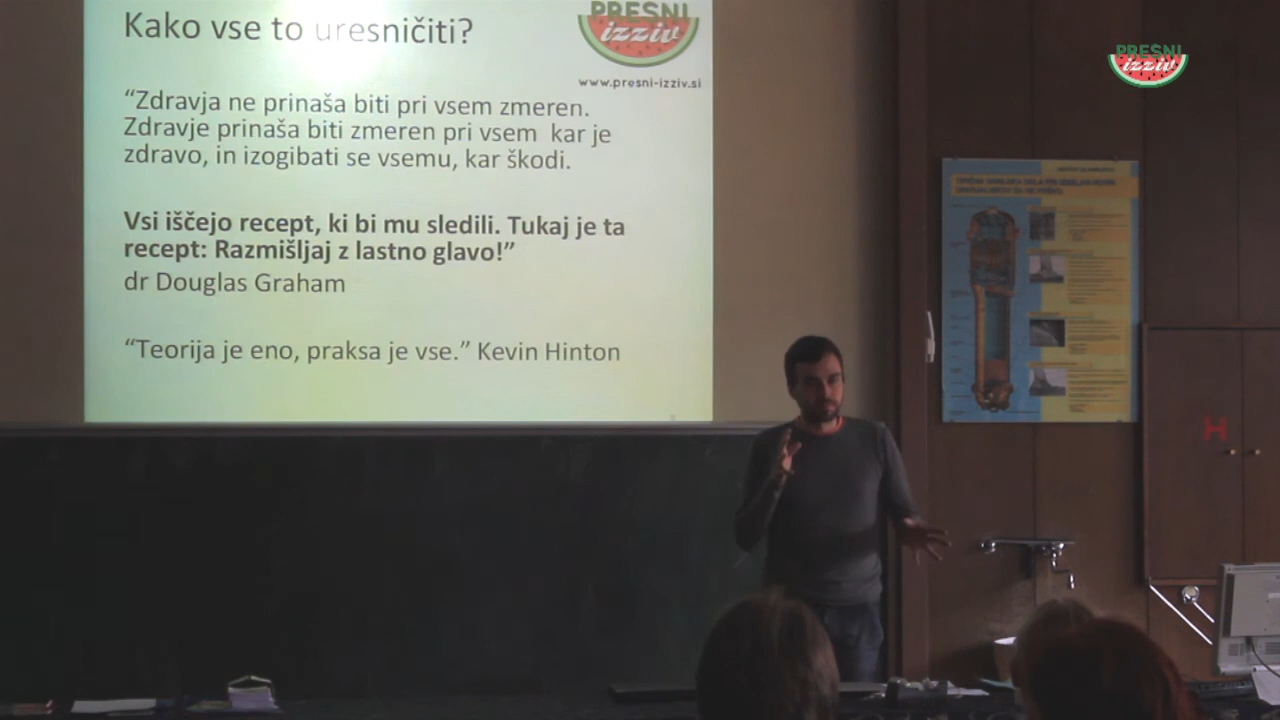 Kako vse to uresničiti?
PRESNI
izziv
www.presni-izziv.si
“Zdravja ne prinaša biti pri vsem zmeren.
Zdravje prinaša biti zmeren pri vsem kar je
zdravo, in izogibati se vsemu, kar škodi.
Vsi iščejo recept, ki bi mu sledili. Tukaj je ta
recept: Razmišljaj z lastno glavo!”
dr Douglas Graham
“Teorija je eno, praksa je vse.” Kevin Hinton
PRESNI
izziv
H